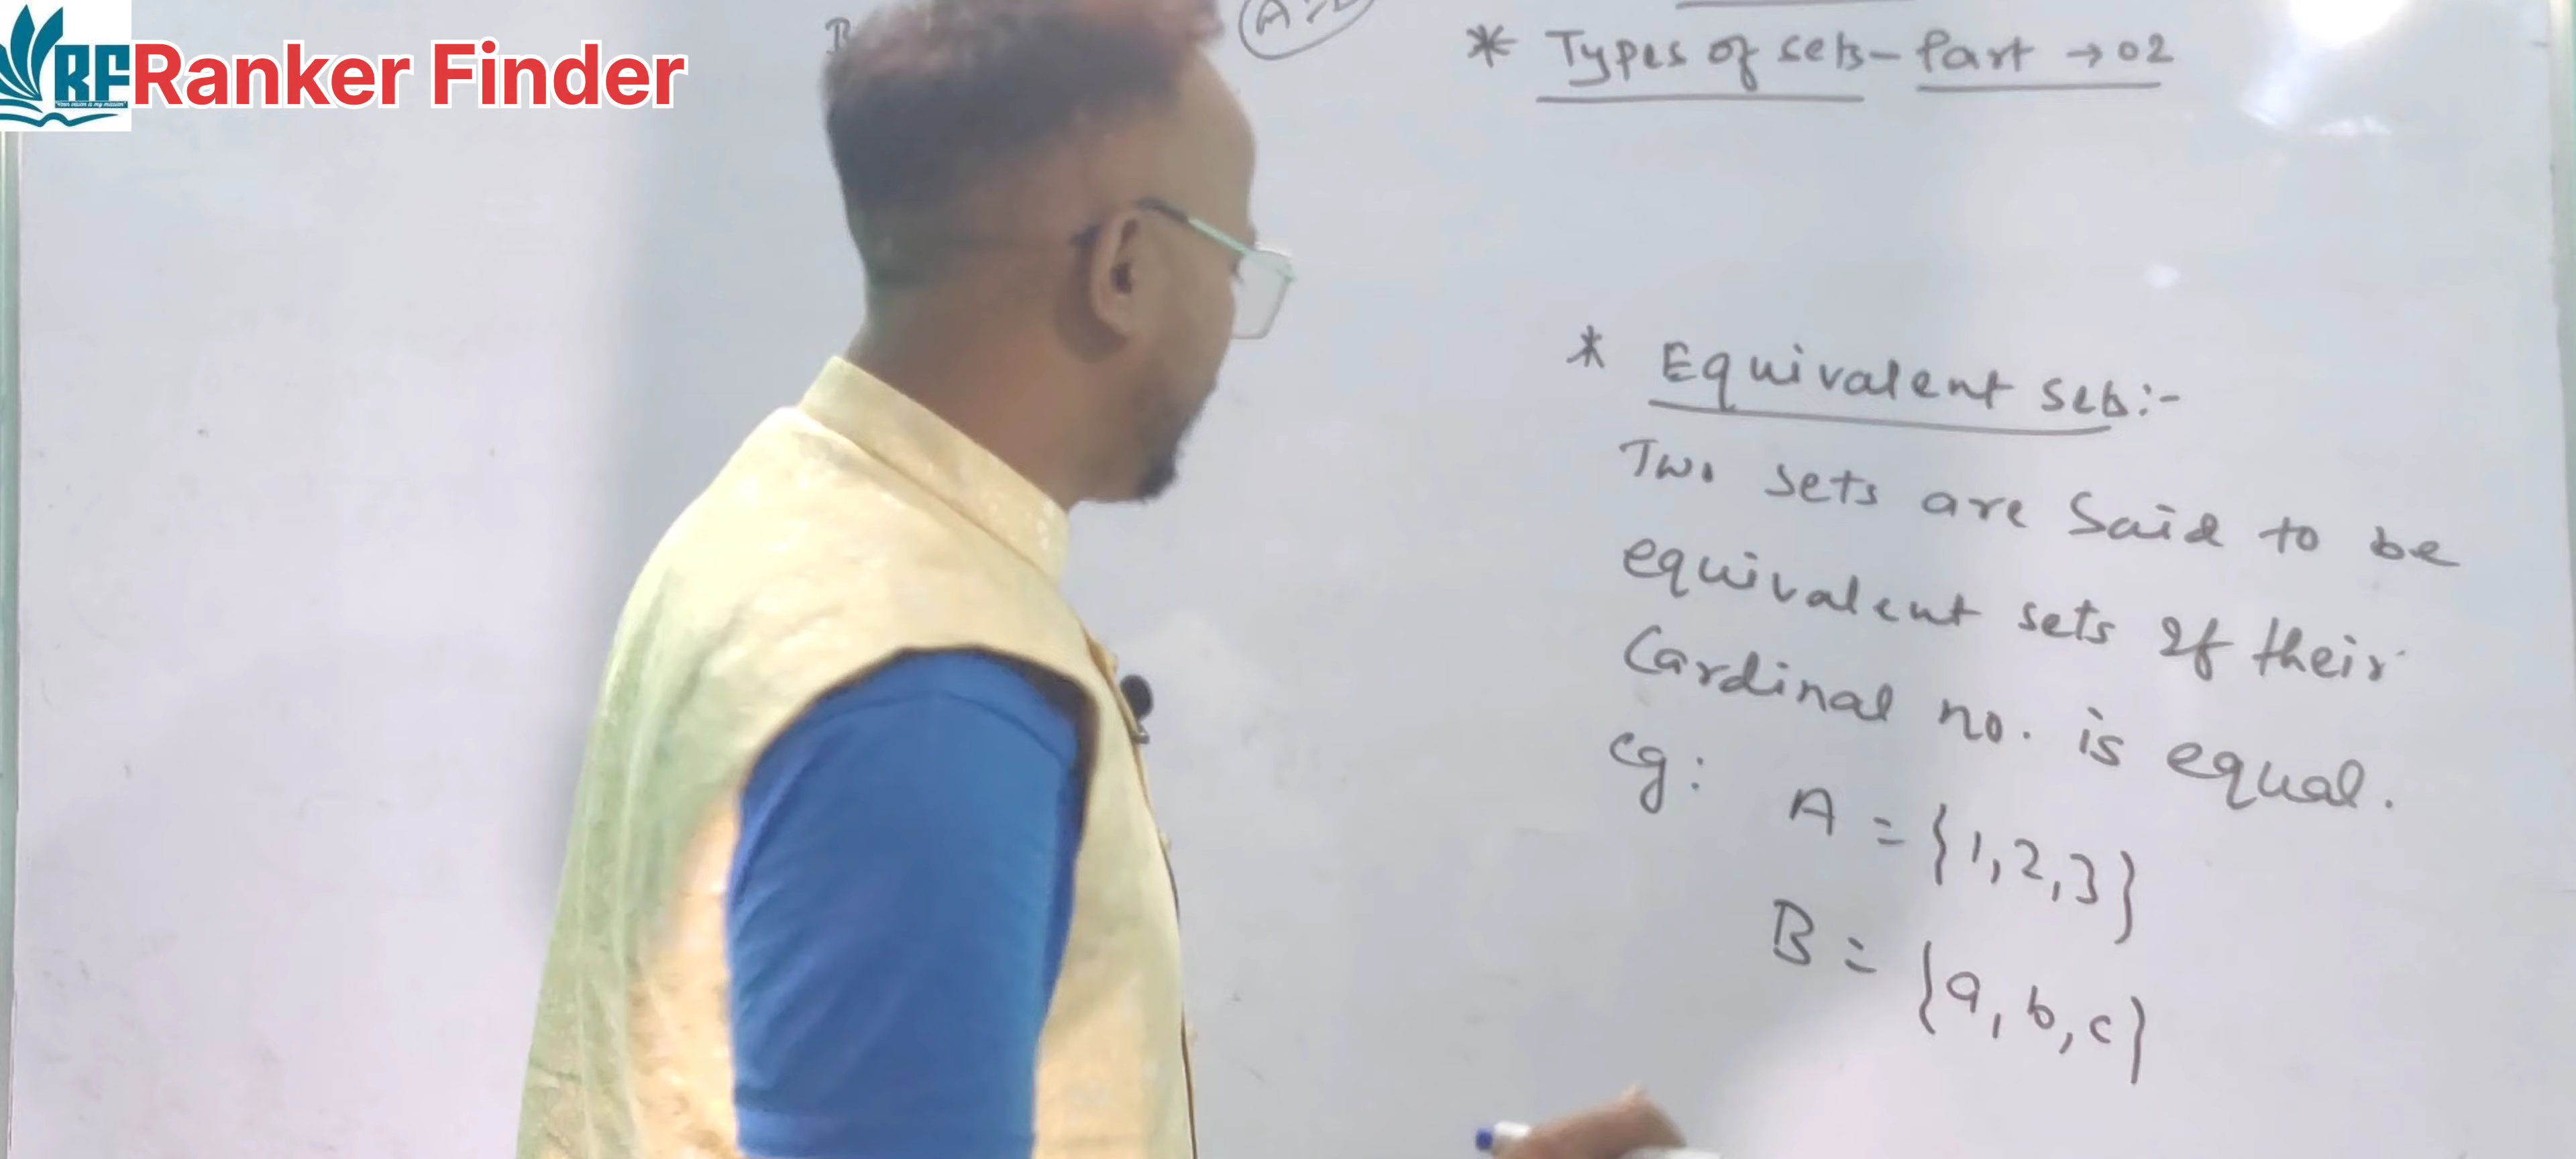 RF
Ranker Finder
B
* Types of sets - Part → 02
* Equivalent sets:-
Two sets are said to be
equivalent sets if their
Cardinal no. is equal.
eg: A = {1,2,3}
B = {a, b, c}